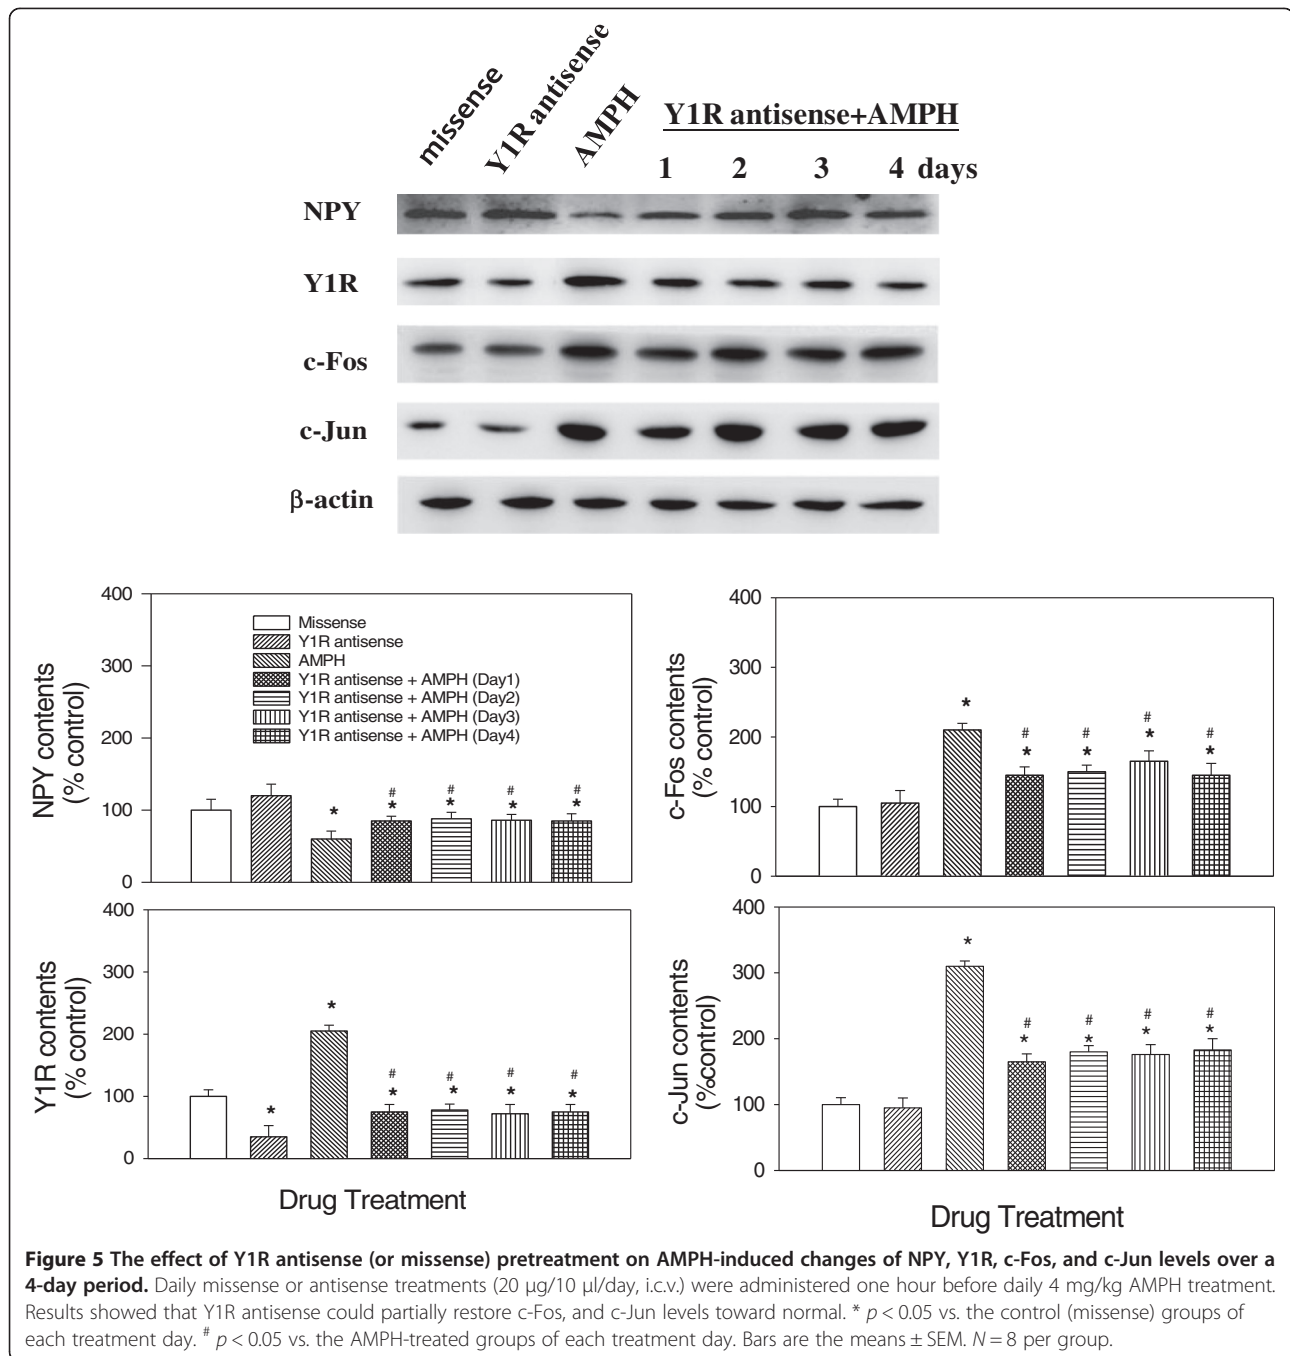 missense
Y1R antisense
AMPH
Y1R antisense+AMPH
1 2 3 4 days
NPY
Y1R
c-Fos
c-Jun
β-actin
NPY contents
(% control)
400
300
200
100
0
Missense
Y1R antisense
AMPH
Y1R antisense + AMPH (Day1)
Y1R antisense + AMPH (Day2)
Y1R antisense + AMPH (Day3)
Y1R antisense + AMPH (Day4)
* # * # * # * # *
c-Fos contents
(% control)
400
300
200
100
0
* # * # * # * # *
Y1R contents
(% control)
400
300
200
100
0
* * # * # * # * # *
Drug Treatment
c-Jun contents
(%control)
400
300
200
100
0
* # * # * # * # *
Drug Treatment
Figure 5 The effect of Y1R antisense (or missense) pretreatment on AMPH-induced changes of NPY, Y1R, c-Fos, and c-Jun levels over a
4-day period. Daily missense or antisense treatments (20 μg/10 μl/day, i.c.v.) were administered one hour before daily 4 mg/kg AMPH treatment.
Results showed that Y1R antisense could partially restore c-Fos, and c-Jun levels toward normal. * p < 0.05 vs. the control (missense) groups of
each treatment day. # p < 0.05 vs. the AMPH-treated groups of each treatment day. Bars are the means ± SEM. N = 8 per group.